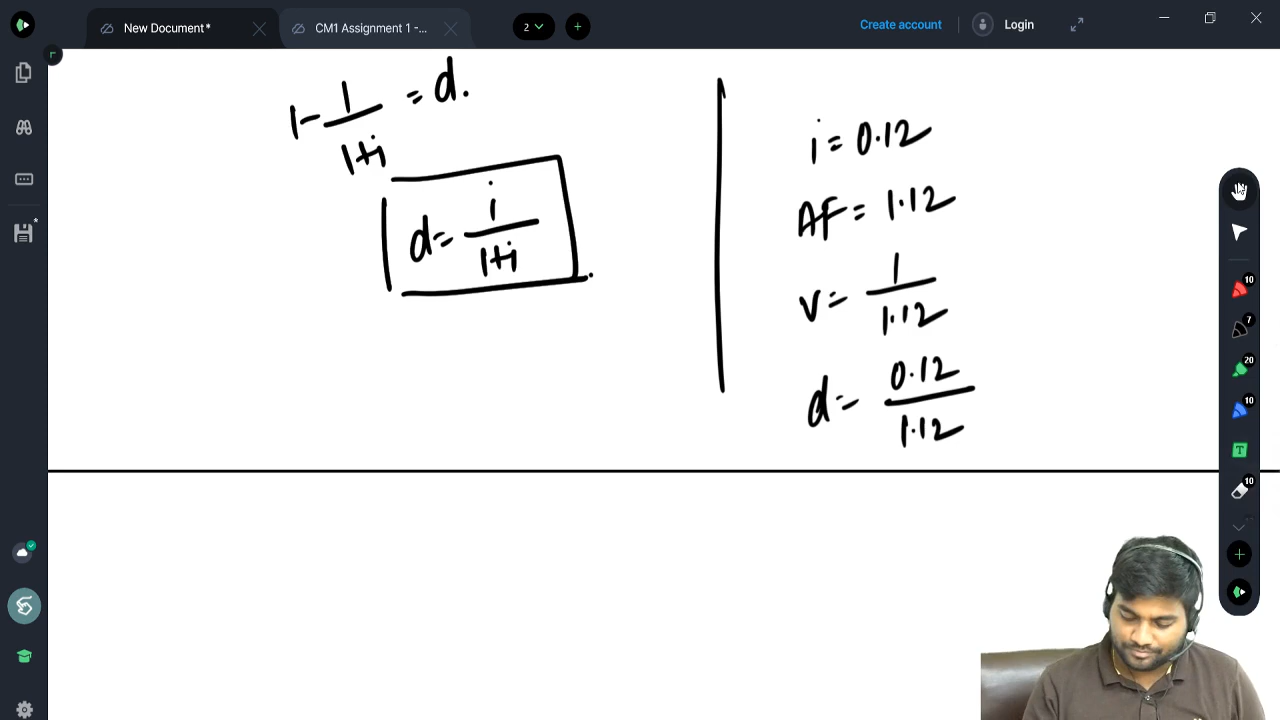 New Document*
CM1 Assignment 1 -...
2
Create account
Login
1 - 1/(1+i) = d.
d = i/(1+i)
i = 0.12
AF = 1.12
v = 1/1.12
d = 0.12/1.12
10
7
20
10
T
10